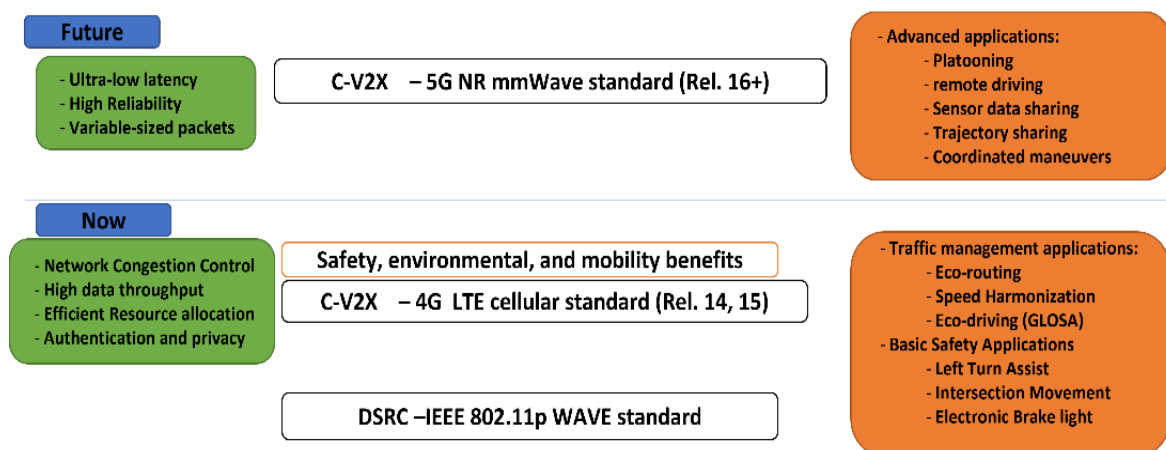 Future
- Ultra-low latency
- High Reliability
- Variable-sized packets
C-V2X – 5G NR mmWave standard (Rel. 16+)
- Advanced applications:
- Platooning
- remote driving
- Sensor data sharing
- Trajectory sharing
- Coordinated maneuvers
Now
- Network Congestion Control
- High data throughput
- Efficient Resource allocation
- Authentication and privacy
Safety, environmental, and mobility benefits
C-V2X – 4G LTE cellular standard (Rel. 14, 15)
DSRC –IEEE 802.11p WAVE standard
- Traffic management applications:
- Eco-routing
- Speed Harmonization
- Eco-driving (GLOSA)
- Basic Safety Applications
- Left Turn Assist
- Intersection Movement
- Electronic Brake light